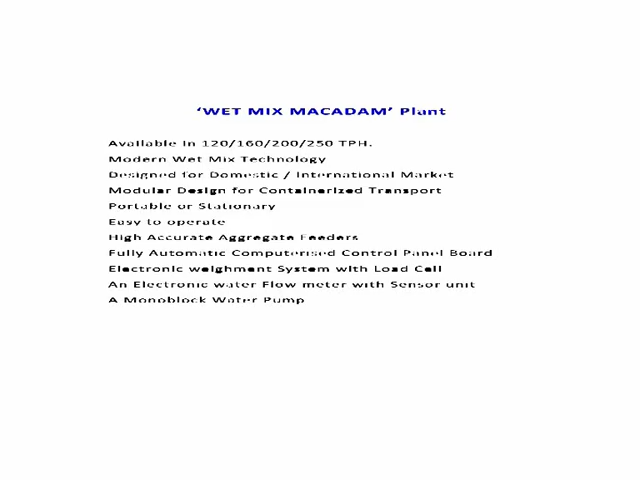 ‘WET MIX MACADAM’ Plant
Available In 120/160/200/250 TPH.
Modern Wet Mix Technology
Designed for Domestic / International Market
Modular Design for Containerized Transport
Portable or Stationary
Easy to operate
High Accurate Aggregate Feeders
Fully Automatic Computerised Control Panel Board
Electronic weighment System with Load Cell
An Electronic water Flow meter with Sensor unit
A Monoblock Water Pump